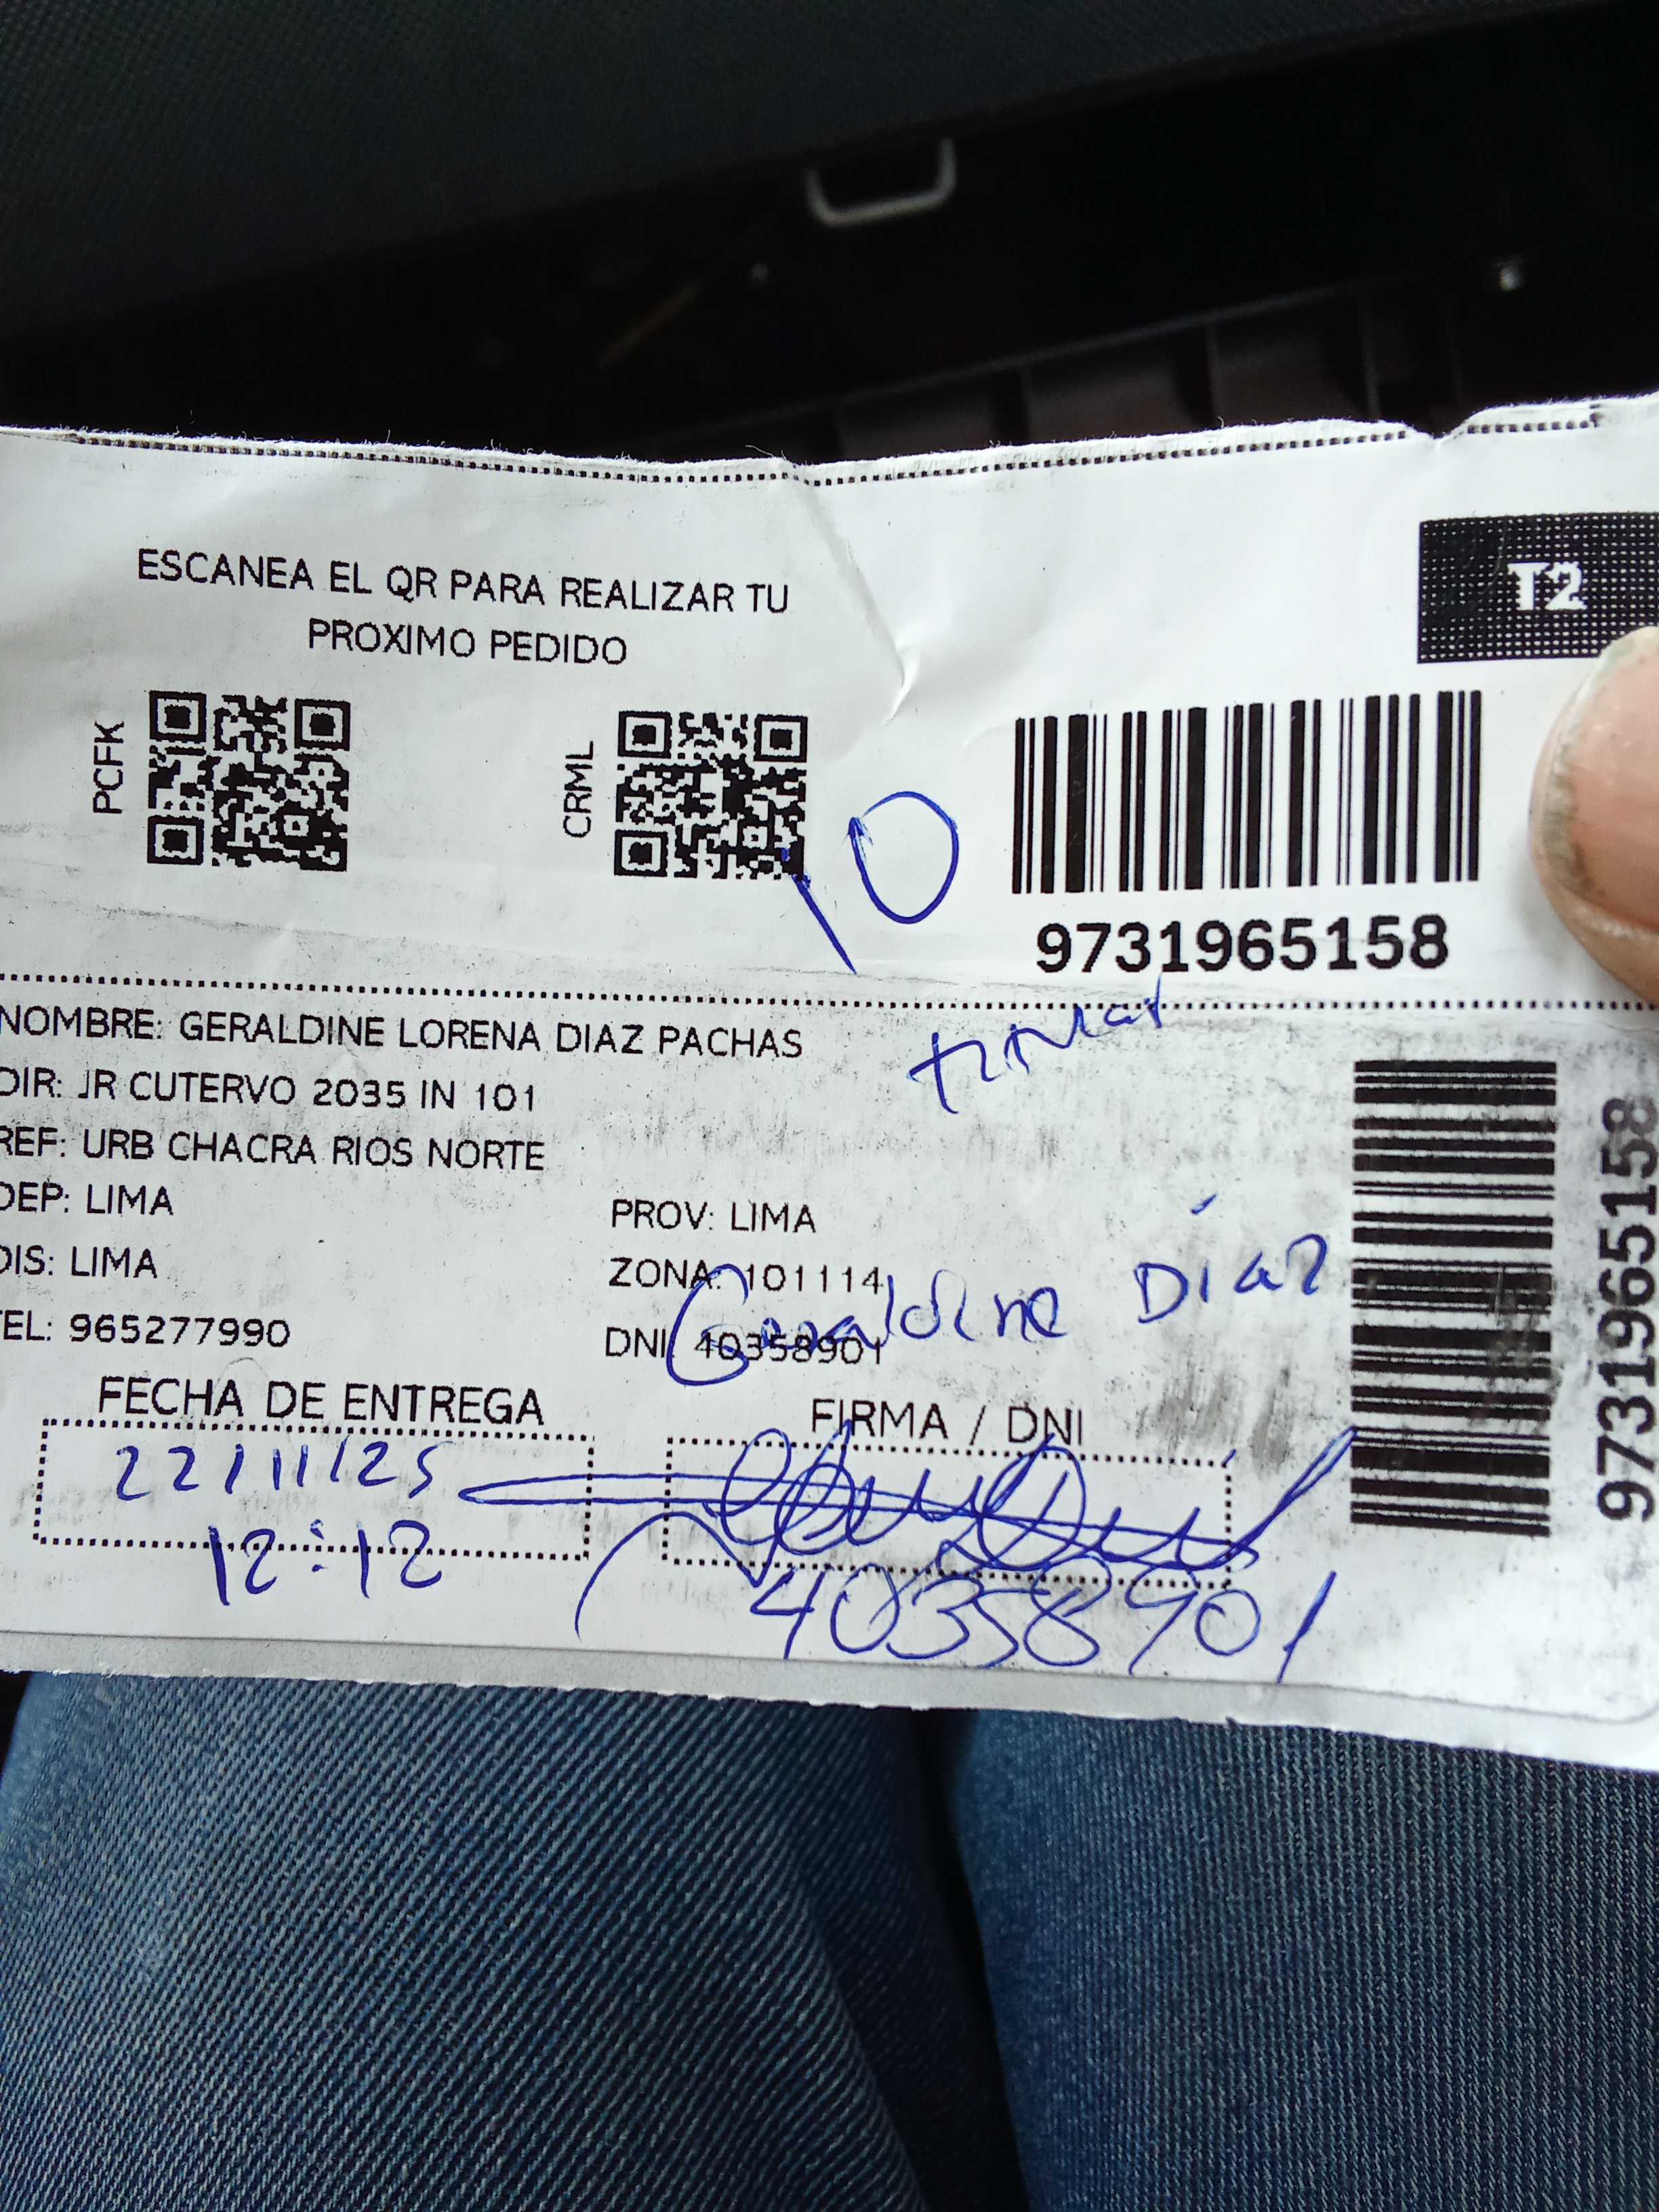 ESCANEA EL QR PARA REALIZAR TU
PROXIMO PEDIDO
T2
PCFK
CRML
10
9731965158
NOMBRE: GERALDINE LORENA DIAZ PACHAS
DIR: JR CUTERVO 2035 IN 101
REF: URB CHACRA RIOS NORTE
DEP: LIMA
PROV: LIMA
DIS: LIMA
ZONA: 101114
TEL: 965277990
DNI: 40358901
Geraldine Díaz
9731965158
FECHA DE ENTREGA
FIRMA / DNI
22/11/25
12:12
40358901